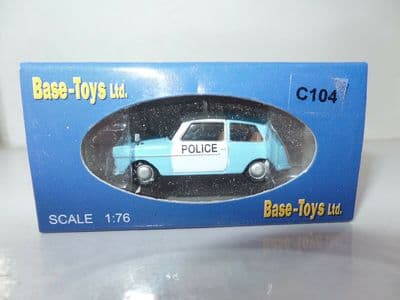 Base-Toys Ltd.
C104
POLICE
SCALE 1:76
Base-Toys Ltd.